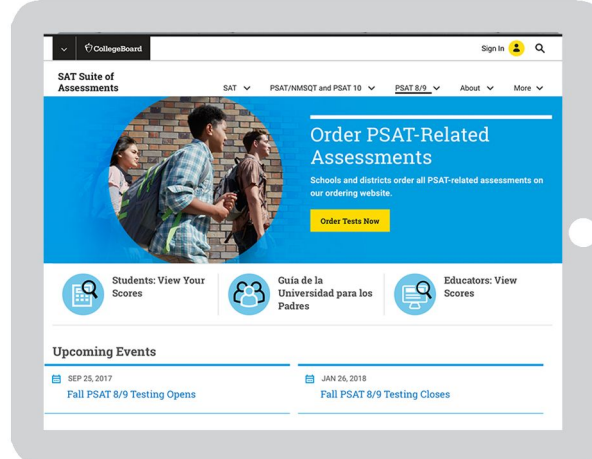 CollegeBoard
Sign In
SAT Suite of
Assessments
SAT
PSAT/NMSQT and PSAT 10
PSAT 8/9
About
More
Order PSAT-Related
Assessments
Schools and districts order all PSAT-related assessments on
our ordering website.
Order Tests Now
Students: View Your
Scores
Guía de la
Universidad para los
Padres
Educators: View
Scores
Upcoming Events
SEP 25, 2017
Fall PSAT 8/9 Testing Opens
JAN 26, 2018
Fall PSAT 8/9 Testing Closes